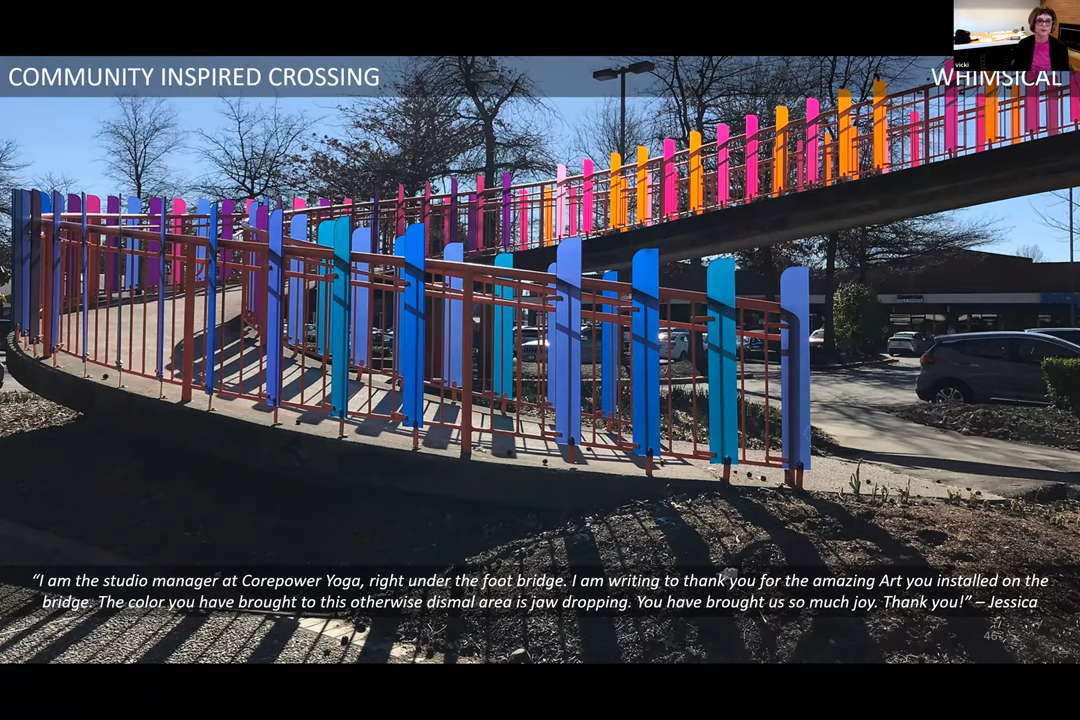 vicki
COMMUNITY INSPIRED CROSSING
WHIMSICAL
“I am the studio manager at Corepower Yoga, right under the foot bridge. I am writing to thank you for the amazing Art you installed on the
bridge. The color you have brought to this otherwise dismal area is jaw dropping. You have brought us so much joy. Thank you!” – Jessica
46